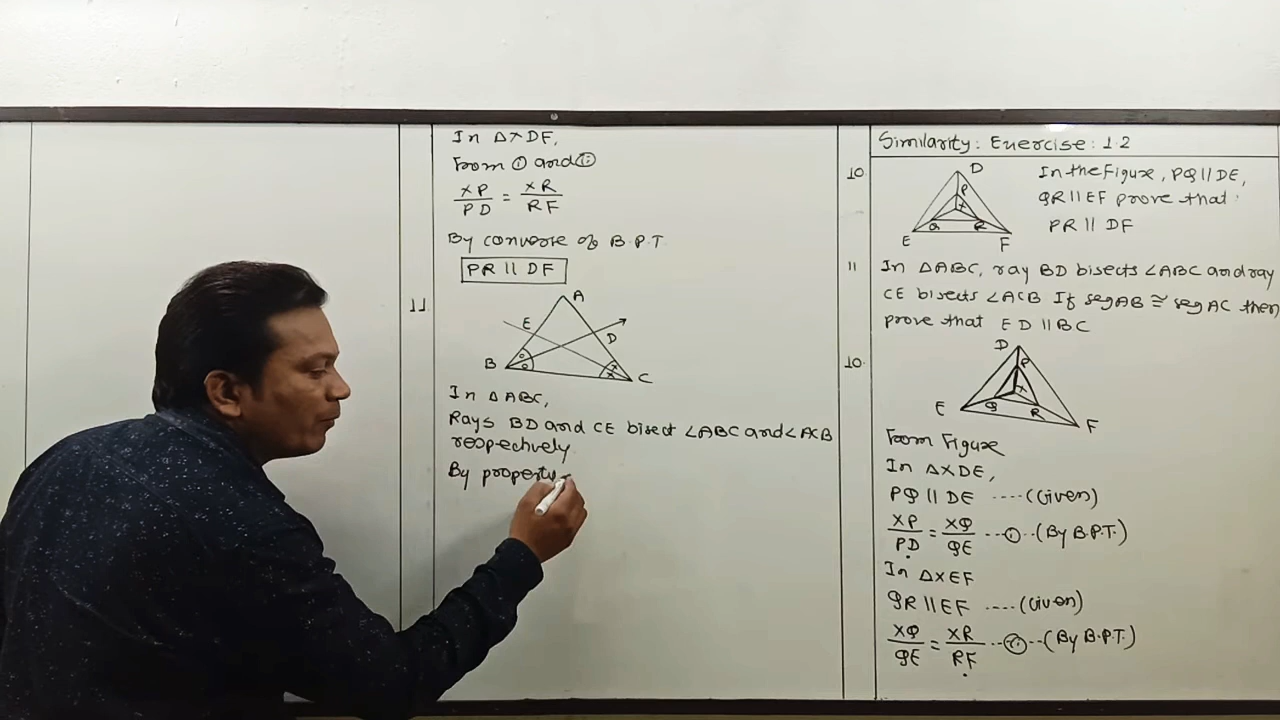 Similarity: Exercise: 1.2
10. In the Figure, PQ || DE,
QR || EF prove that:
PR || DF
D
P
X
Q R
E F
11 In ΔABC, ray BD bisects ∠ABC and ray
CE bisects ∠ACB If seg AB ≅ seg AC then
prove that ED || BC
10.
D
P
X
Q R
E F
From Figure
In ΔXDE,
PQ || DE ----(Given)
XP/PD = XQ/QE ---①--(By B.P.T.)
In ΔXEF
QR || EF ----(Given)
XQ/QE = XR/RF --②--(By B.P.T.)
In ΔXDF,
From ① and ②
XP/PD = XR/RF
By converse of B.P.T.
PR || DF
11
A
E
D
B
C
x
x
In ΔABC,
Rays BD and CE bisect ∠ABC and ∠ACB
respectively
By property